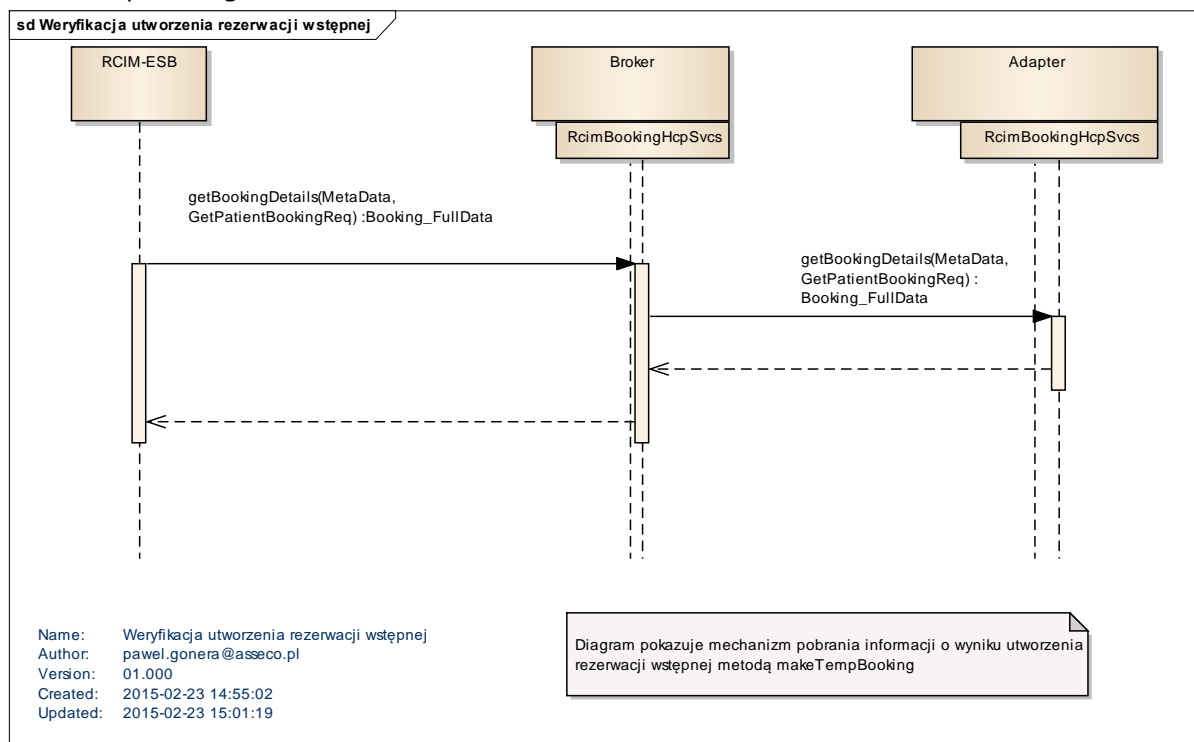 sd Weryfikacja utworzenia rezerwacji wstępnej
RCIM-ESB
Broker
RcimBookingHcpSvcs
Adapter
RcimBookingHcpSvcs
getBookingDetails(MetaData,
GetPatientBookingReq) :Booking_FullData
getBookingDetails(MetaData,
GetPatientBookingReq) :
Booking_FullData
Name: Weryfikacja utworzenia rezerwacji wstępnej
Author: pawel.gonera@asseco.pl
Version: 01.000
Created: 2015-02-23 14:55:02
Updated: 2015-02-23 15:01:19
Diagram pokazuje mechanizm pobrania informacji o wyniku utworzenia
rezerwacji wstępnej metodą makeTempBooking